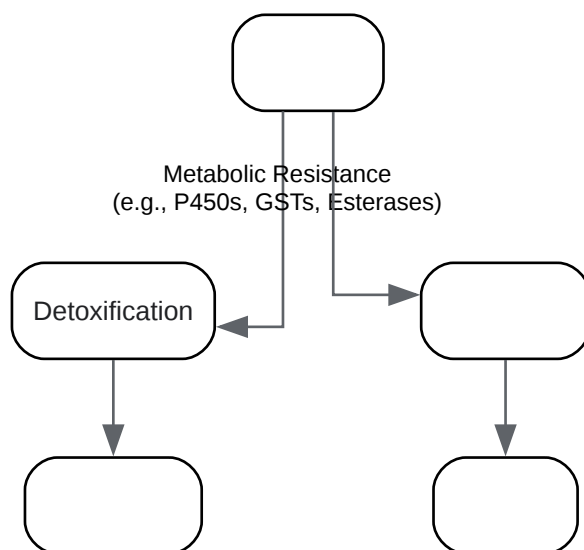 Metabolic Resistance
(e.g., P450s, GSTs, Esterases)
Detoxification